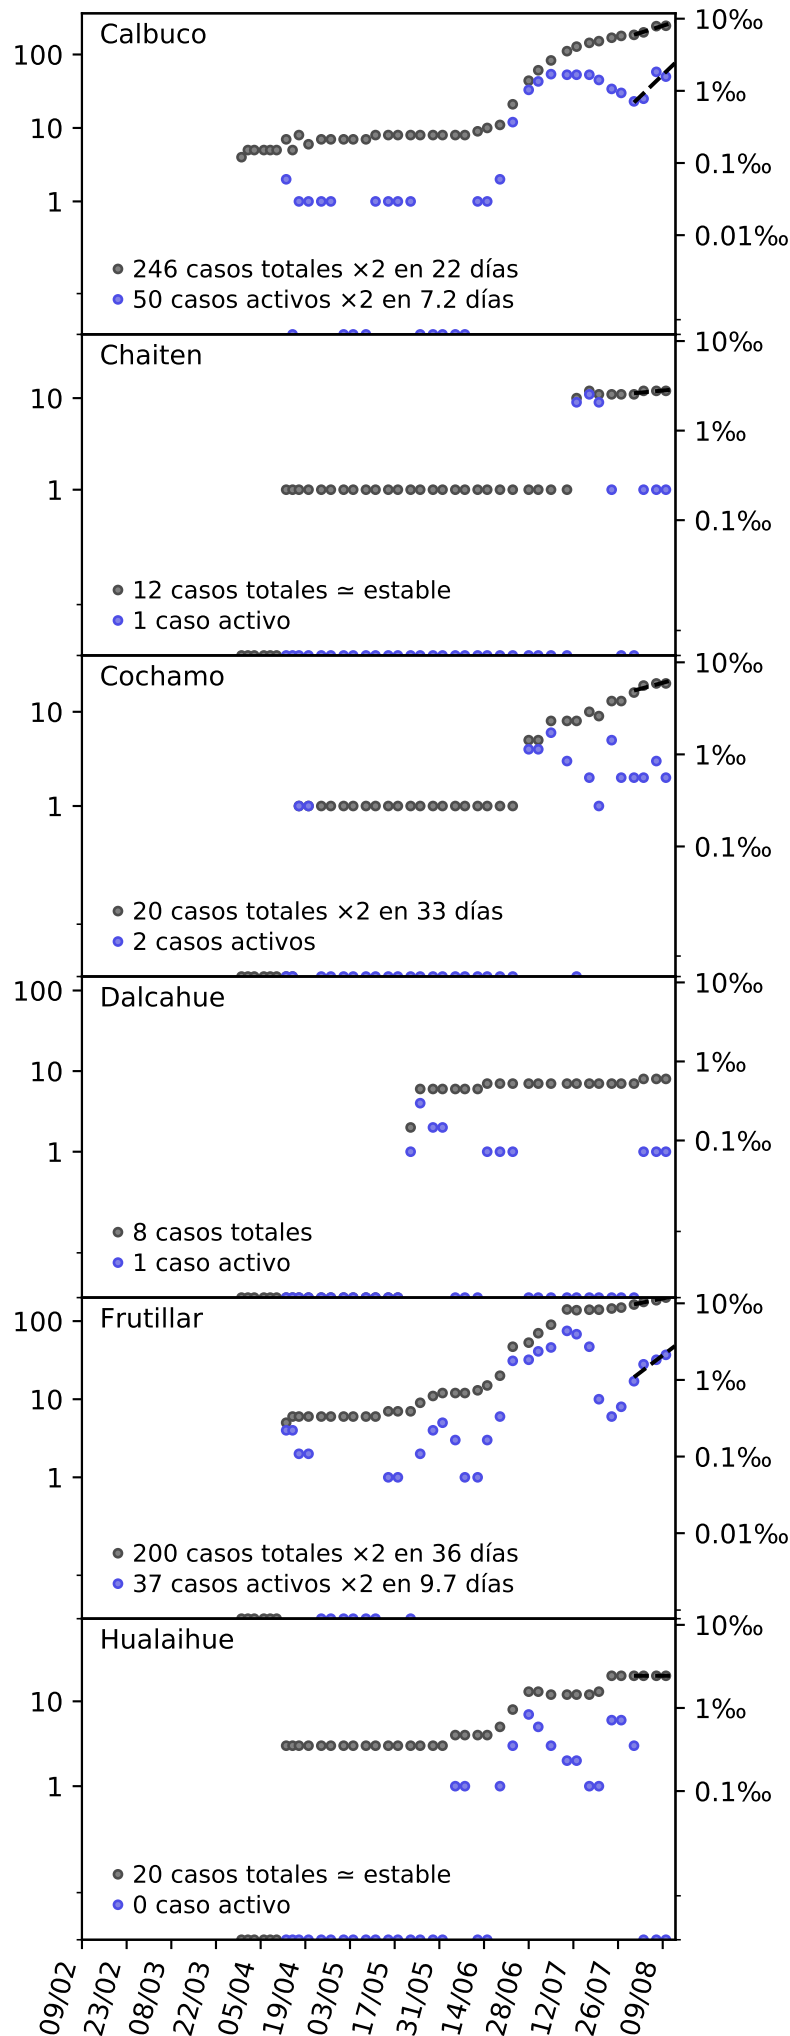 Calbuco
100
10
1
10‰
1‰
0.1‰
0.01‰
246 casos totales ×2 en 22 días
50 casos activos ×2 en 7.2 días
Chaiten
10
1
10‰
1‰
0.1‰
12 casos totales ≃ estable
1 caso activo
Cochamo
10
1
10‰
1‰
0.1‰
20 casos totales ×2 en 33 días
2 casos activos
Dalcahue
100
10
1
10‰
1‰
0.1‰
8 casos totales
1 caso activo
Frutillar
100
10
1
10‰
1‰
0.1‰
0.01‰
200 casos totales ×2 en 36 días
37 casos activos ×2 en 9.7 días
Hualaihue
10
1
10‰
1‰
0.1‰
20 casos totales ≃ estable
0 caso activo
09/02 23/02 08/03 22/03 05/04 19/04 03/05 17/05 31/05 14/06 28/06 12/07 26/07 09/08